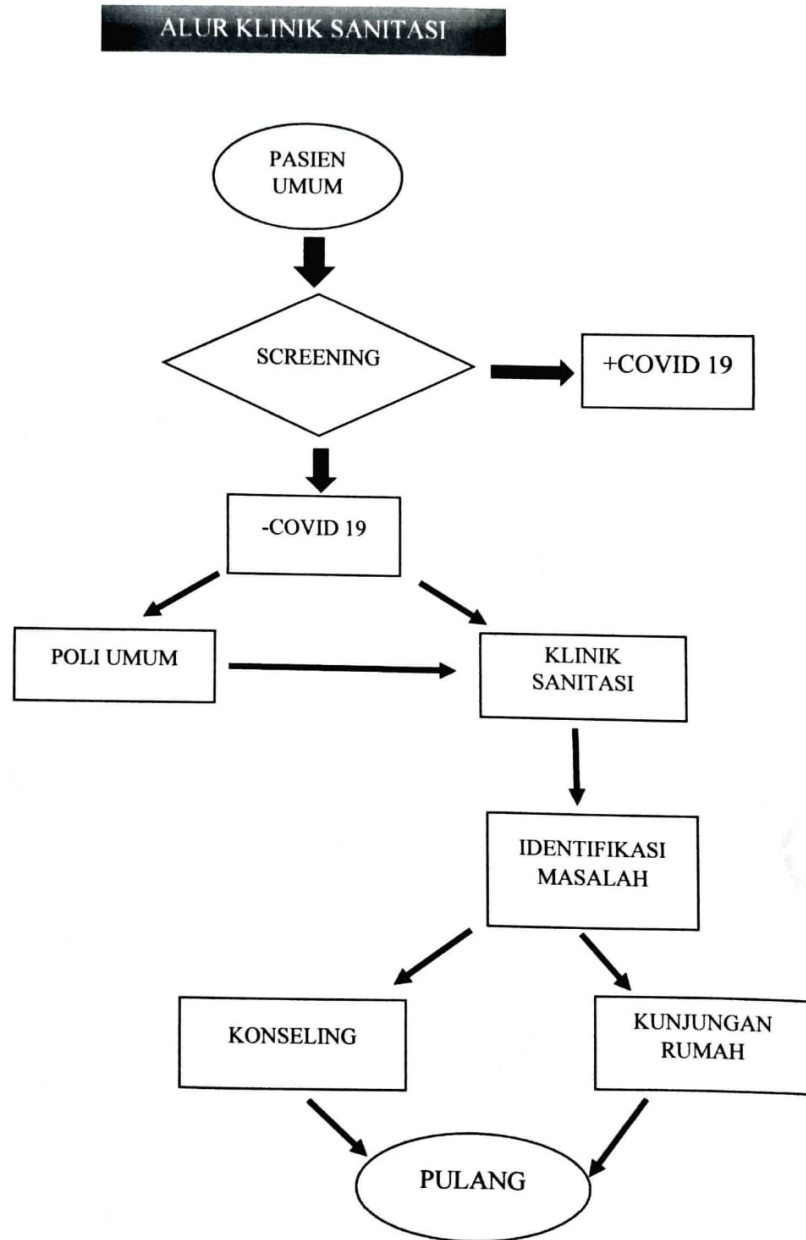 ALUR KLINIK SANITASI
PASIEN
UMUM
SCREENING
+COVID 19
-COVID 19
POLI UMUM
KLINIK
SANITASI
IDENTIFIKASI
MASALAH
KONSELING
KUNJUNGAN
RUMAH
PULANG